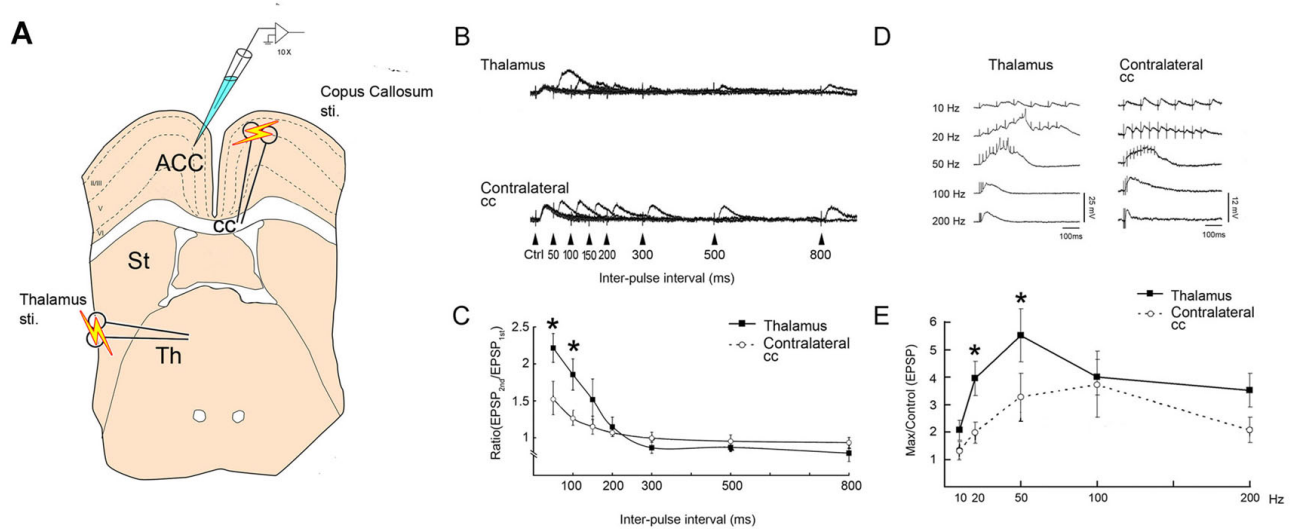 A
10X
Copus Callosum
sti.
ACC
II/III
V
VI
CC
St
Thalamus
sti.
Th
B
Thalamus
Contralateral
cc
Ctrl 50 100 150 200 300 500 800
Inter-pulse interval (ms)
C
Ratio(EPSP2nd/EPSP1st)
2.5
2
1.5
1
100 200 300 500 800
Inter-pulse interval (ms)
Thalamus
Contralateral
cc
* *
D
Thalamus
Contralateral
cc
10 Hz
20 Hz
50 Hz
100 Hz
200 Hz
25 mV
100ms
12 mV
100ms
E
Max/Control (EPSP)
6
5
4
3
2
1
10 20 50 100 200 Hz
Thalamus
Contralateral
cc
* *